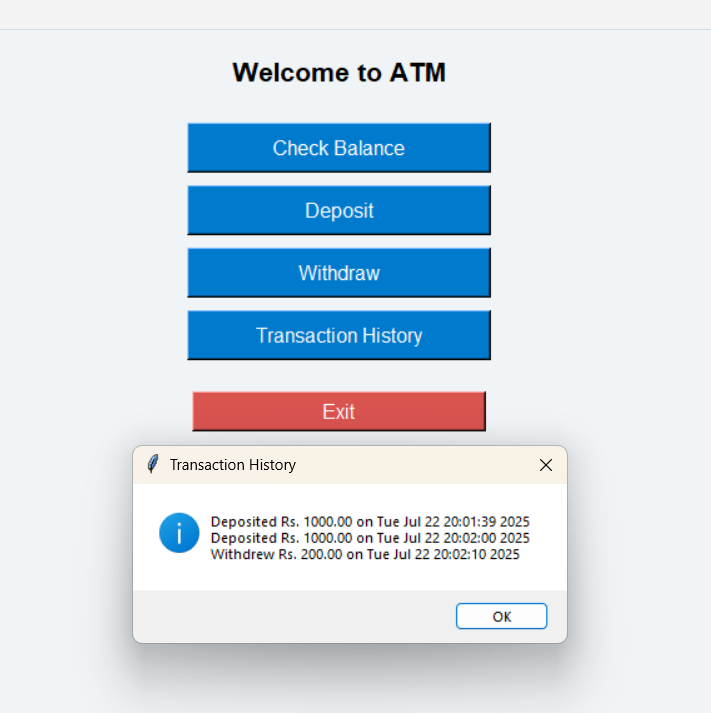 Welcome to ATM
Check Balance
Deposit
Withdraw
Transaction History
Exit
Transaction History
Deposited Rs. 1000.00 on Tue Jul 22 20:01:39 2025
Deposited Rs. 1000.00 on Tue Jul 22 20:02:00 2025
Withdrew Rs. 200.00 on Tue Jul 22 20:02:10 2025
OK